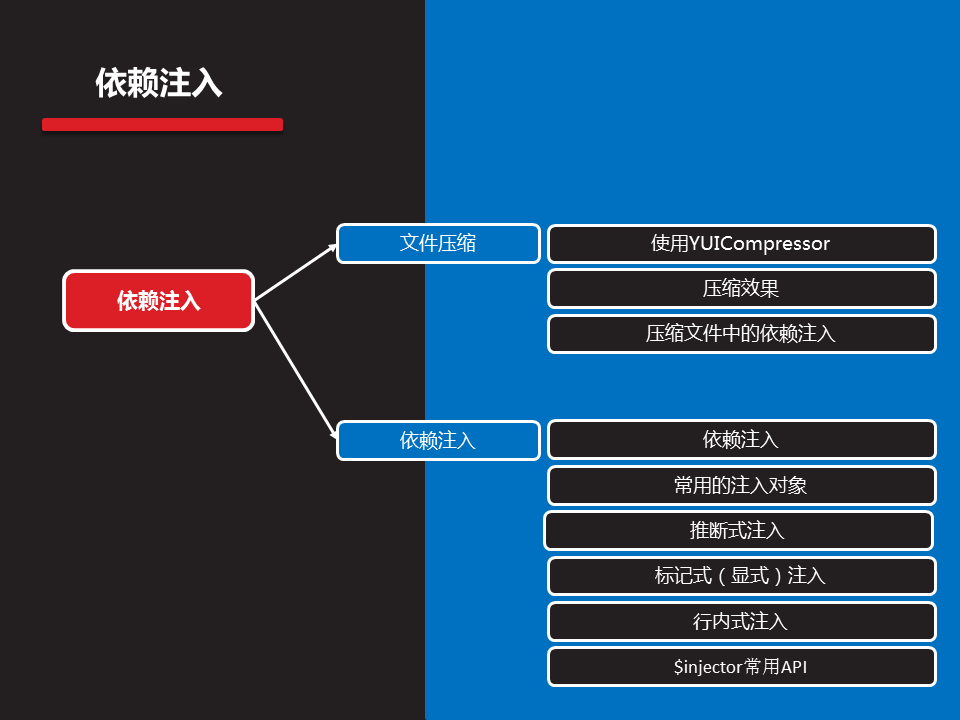 依赖注入
依赖注入
文件压缩
使用YUICompressor
压缩效果
压缩文件中的依赖注入
依赖注入
依赖注入
常用的注入对象
推断式注入
标记式（显式）注入
行内式注入
$injector常用API